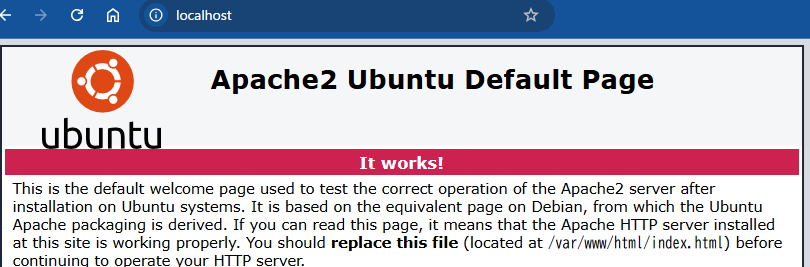 localhost
Apache2 Ubuntu Default Page
ubuntu
It works!
This is the default welcome page used to test the correct operation of the Apache2 server after
installation on Ubuntu systems. It is based on the equivalent page on Debian, from which the Ubuntu
Apache packaging is derived. If you can read this page, it means that the Apache HTTP server installed
at this site is working properly. You should replace this file (located at /var/www/html/index.html) before
continuing to operate your HTTP server.